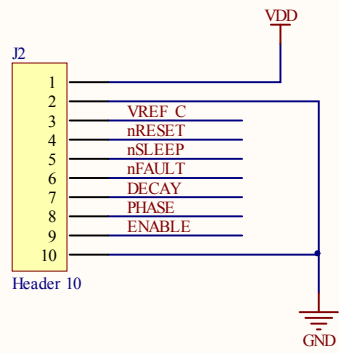 VDD
J2
1
2
3 VREF C
4 nRESET
5 nSLEEP
6 nFAULT
7 DECAY
8 PHASE
9 ENABLE
10
Header 10
GND